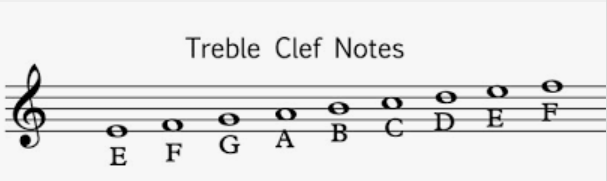 Treble Clef Notes
E F G A B C D E F